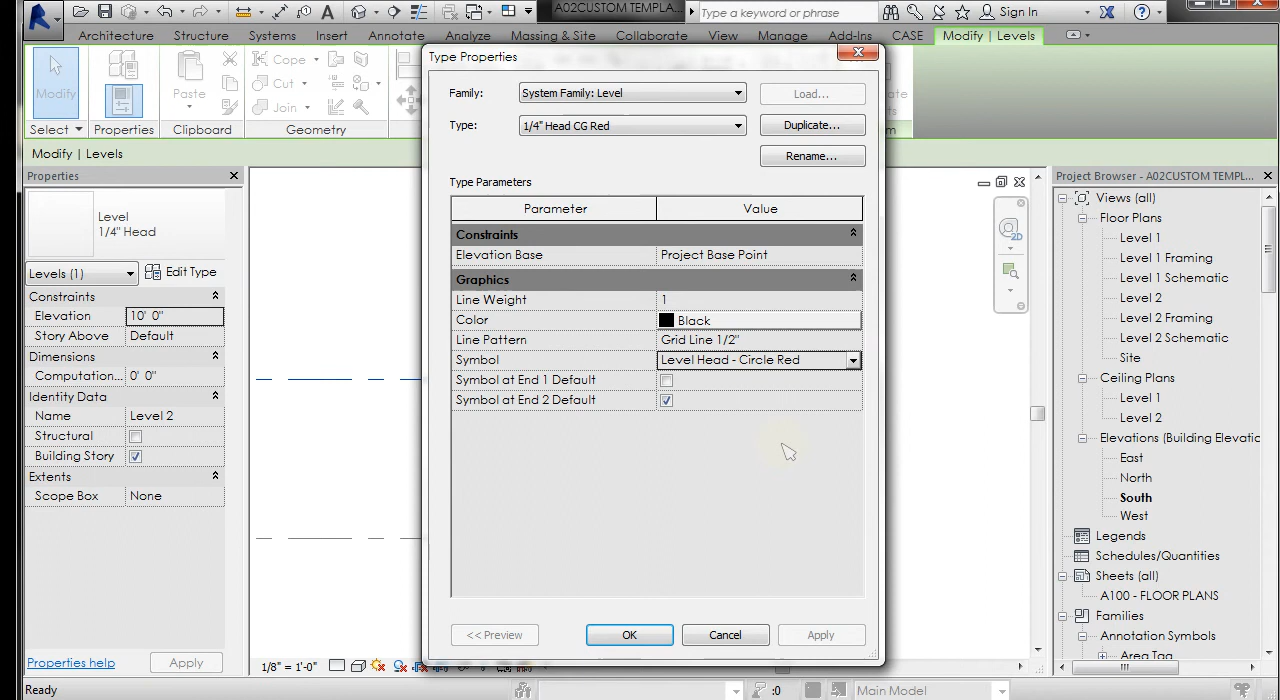 A02CUSTOM TEMPLA...
Type a keyword or phrase
Sign In
Architecture
Structure
Systems
Insert
Annotate
Analyze
Massing & Site
Collaborate
View
Manage
Add-Ins
CASE
Modify | Levels
Modify
Select
Properties
Paste
Clipboard
Cope
Cut
Join
Geometry
Modify | Levels
Properties
Level
1/4" Head
Levels (1)
Edit Type
Constraints
Elevation
10' 0"
Story Above
Default
Dimensions
Computation...
0' 0"
Identity Data
Name
Level 2
Structural
Building Story
Extents
Scope Box
None
Properties help
Apply
Type Properties
Family:
System Family: Level
Load...
Type:
1/4" Head CG Red
Duplicate...
Rename...
Type Parameters
Parameter
Value
Constraints
Elevation Base
Project Base Point
Graphics
Line Weight
1
Color
Black
Line Pattern
Grid Line 1/2"
Symbol
Level Head - Circle Red
Symbol at End 1 Default
Symbol at End 2 Default
<< Preview
OK
Cancel
Apply
2D
Project Browser - A02CUSTOM TEMPL...
Views (all)
Floor Plans
Level 1
Level 1 Framing
Level 1 Schematic
Level 2
Level 2 Framing
Level 2 Schematic
Site
Ceiling Plans
Level 1
Level 2
Elevations (Building Elevatio
East
North
South
West
Legends
Schedules/Quantities
Sheets (all)
A100 - FLOOR PLANS
Families
Annotation Symbols
Area Tag
1/8" = 1'-0"
Ready
:0
Main Model